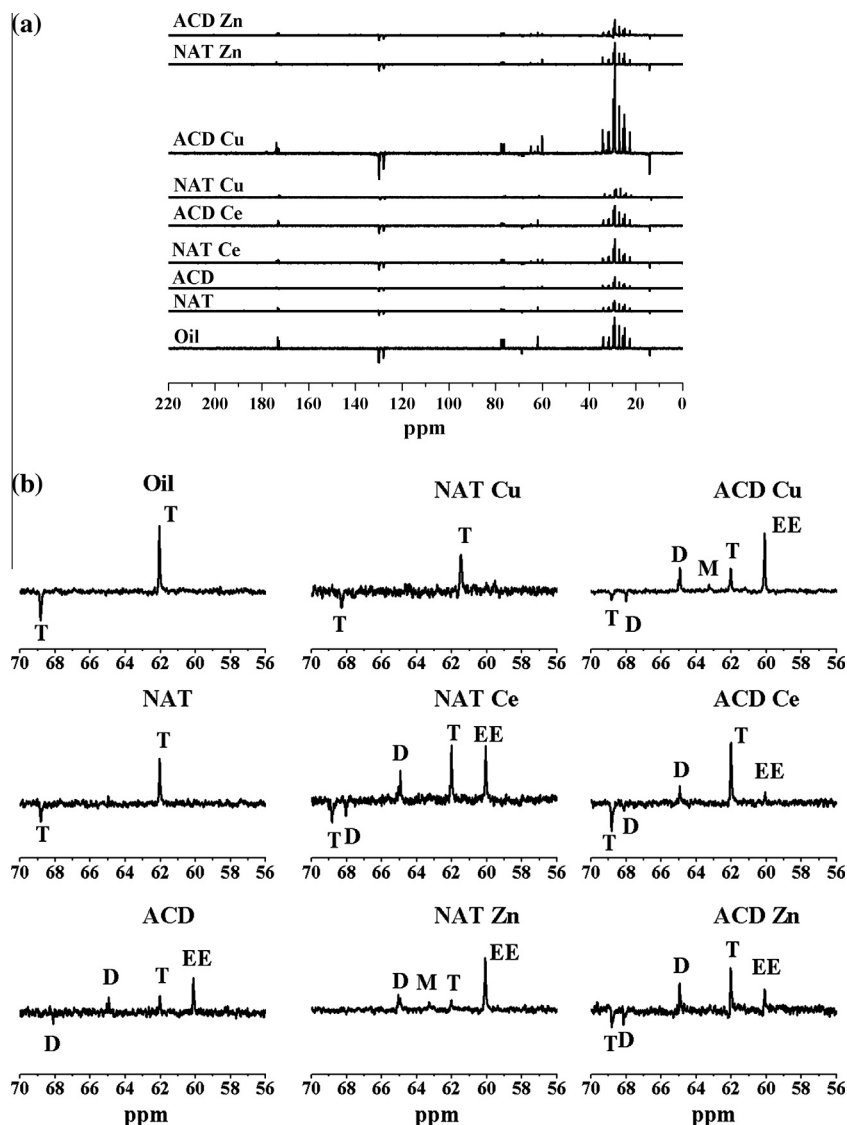 (a)
ACD Zn
NAT Zn
ACD Cu
NAT Cu
ACD Ce
NAT Ce
ACD
NAT
Oil
220 200 180 160 140 120 100 80 60 40 20 0
ppm
(b)
Oil
T
T
70 68 66 64 62 60 58 56
NAT Cu
T
T
70 68 66 64 62 60 58 56
ACD Cu
EE
D M T
T D
70 68 66 64 62 60 58 56
NAT
T
T
70 68 66 64 62 60 58 56
NAT Ce
D T EE
T D
70 68 66 64 62 60 58 56
ACD Ce
T
D EE
T D
70 68 66 64 62 60 58 56
ACD
D T EE
D
70 68 66 64 62 60 58 56
ppm
NAT Zn
EE
D M T
70 68 66 64 62 60 58 56
ppm
ACD Zn
D T EE
T D
70 68 66 64 62 60 58 56
ppm